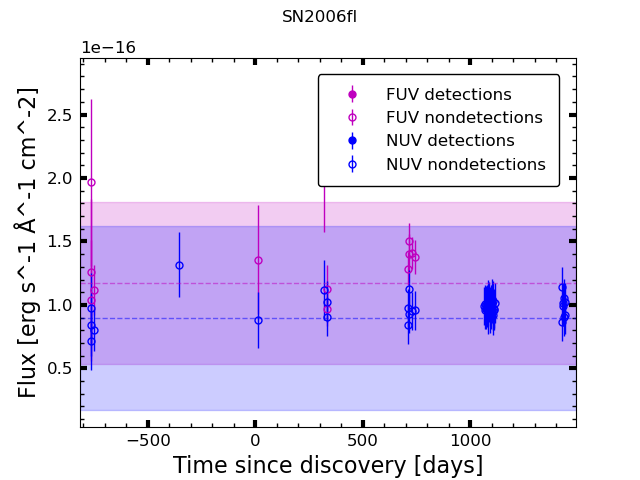 SN2006fl
1e−16
FUV detections
FUV nondetections
NUV detections
NUV nondetections
2.5
2.0
1.5
1.0
0.5
Flux [erg s^-1 Å^-1 cm^-2]
−500 0 500 1000
Time since discovery [days]